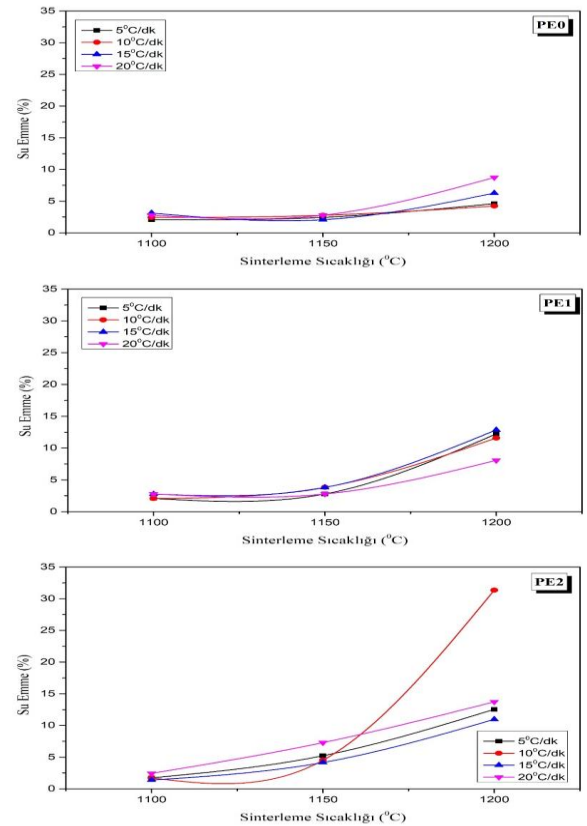 PE0
5°C/dk
10°C/dk
15°C/dk
20°C/dk
Su Emme (%)
35
30
25
20
15
10
5
0
1100 1150 1200
Sinterleme Sıcaklığı (°C)
PE1
5°C/dk
10°C/dk
15°C/dk
20°C/dk
Su Emme (%)
35
30
25
20
15
10
5
0
1100 1150 1200
Sinterleme Sıcaklığı (°C)
PE2
Su Emme (%)
35
30
25
20
15
10
5
0
5°C/dk
10°C/dk
15°C/dk
20°C/dk
1100 1150 1200
Sinterleme Sıcaklığı (°C)